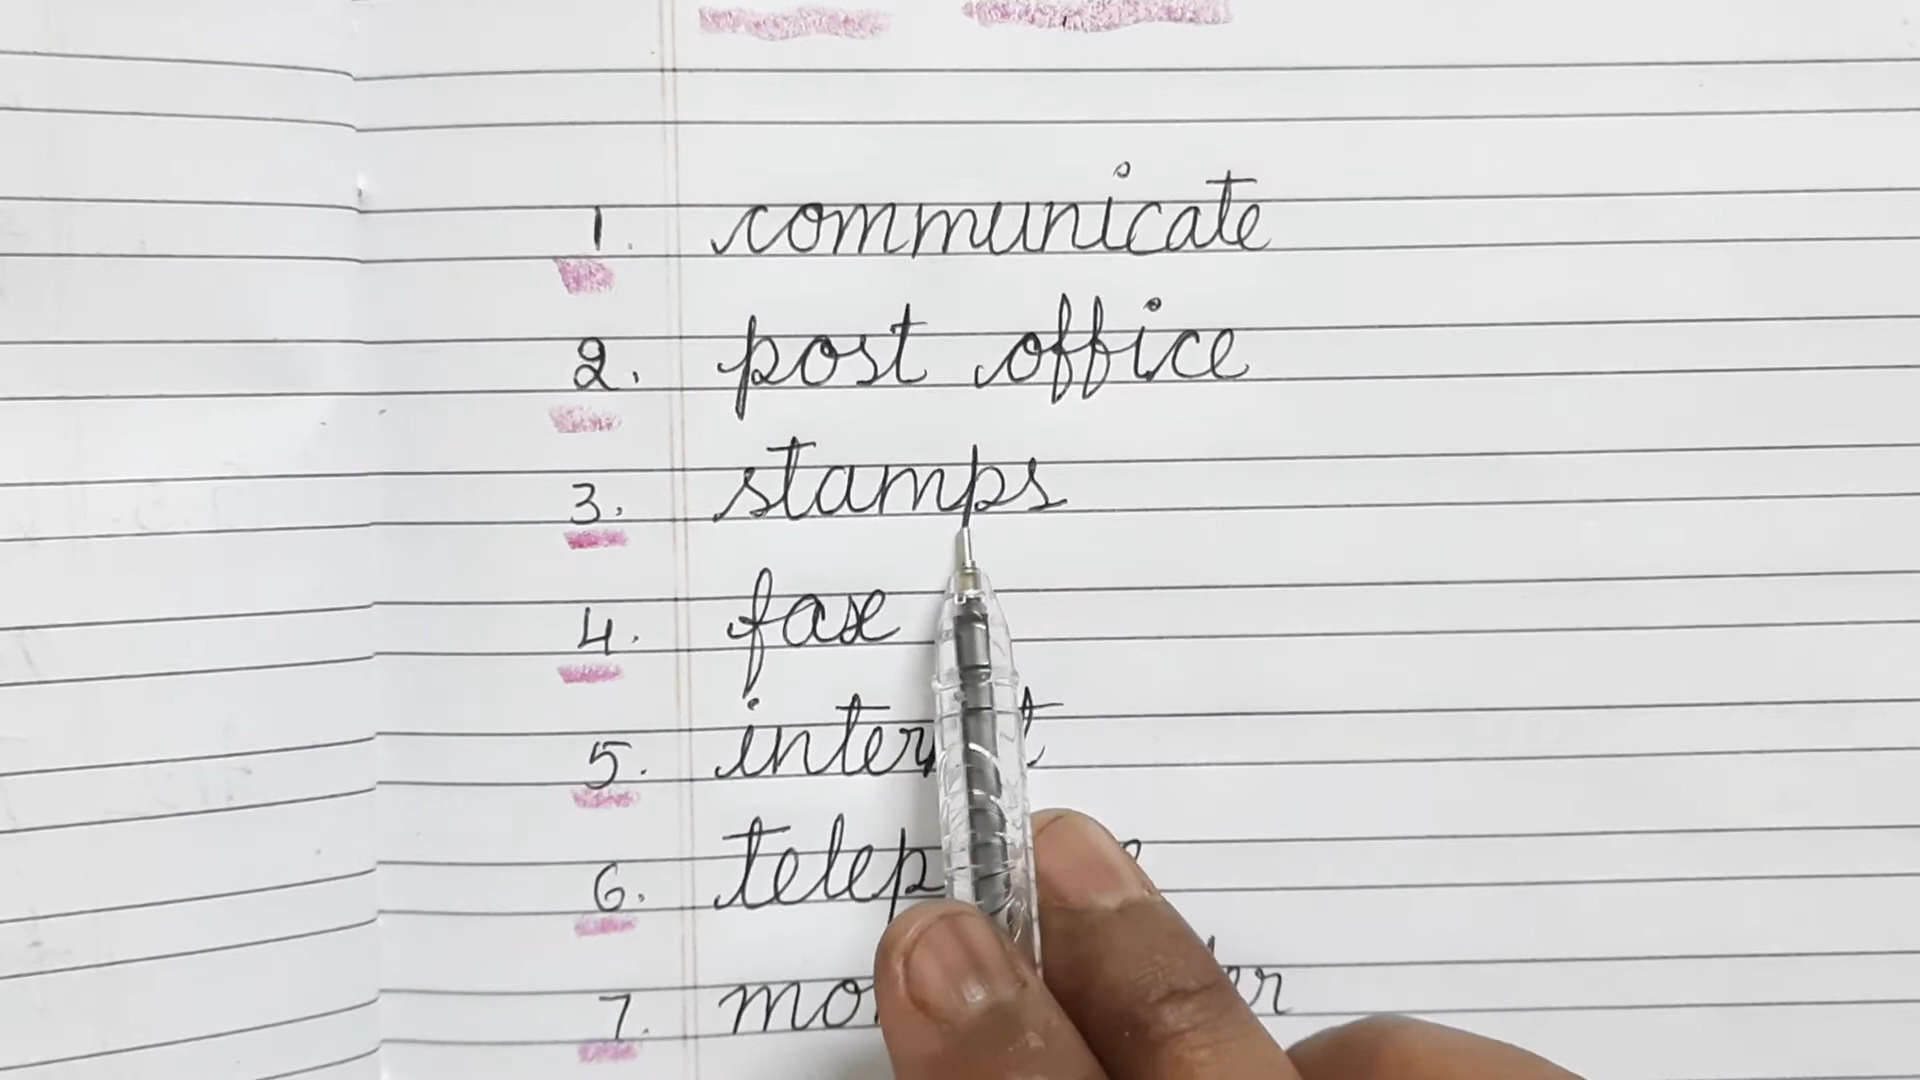 1. communicate
2. post office
3. stamps
4. fax
5.
6.
7.